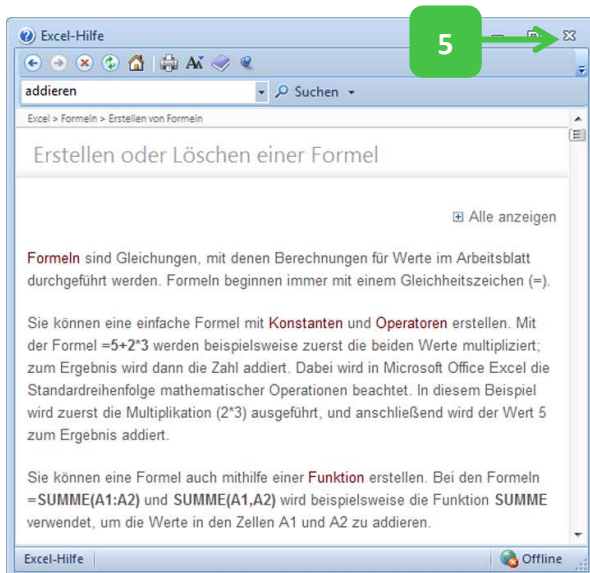 Excel-Hilfe
5
addieren
Suchen
Excel > Formeln > Erstellen von Formeln
Erstellen oder Löschen einer Formel
Alle anzeigen
Formeln sind Gleichungen, mit denen Berechnungen für Werte im Arbeitsblatt
durchgeführt werden. Formeln beginnen immer mit einem Gleichheitszeichen (=).
Sie können eine einfache Formel mit Konstanten und Operatoren erstellen. Mit
der Formel =5+2*3 werden beispielsweise zuerst die beiden Werte multipliziert;
zum Ergebnis wird dann die Zahl addiert. Dabei wird in Microsoft Office Excel die
Standardreihenfolge mathematischer Operationen beachtet. In diesem Beispiel
wird zuerst die Multiplikation (2*3) ausgeführt, und anschließend wird der Wert 5
zum Ergebnis addiert.
Sie können eine Formel auch mithilfe einer Funktion erstellen. Bei den Formeln
=SUMME(A1:A2) und SUMME(A1,A2) wird beispielsweise die Funktion SUMME
verwendet, um die Werte in den Zellen A1 und A2 zu addieren.
Excel-Hilfe
Offline